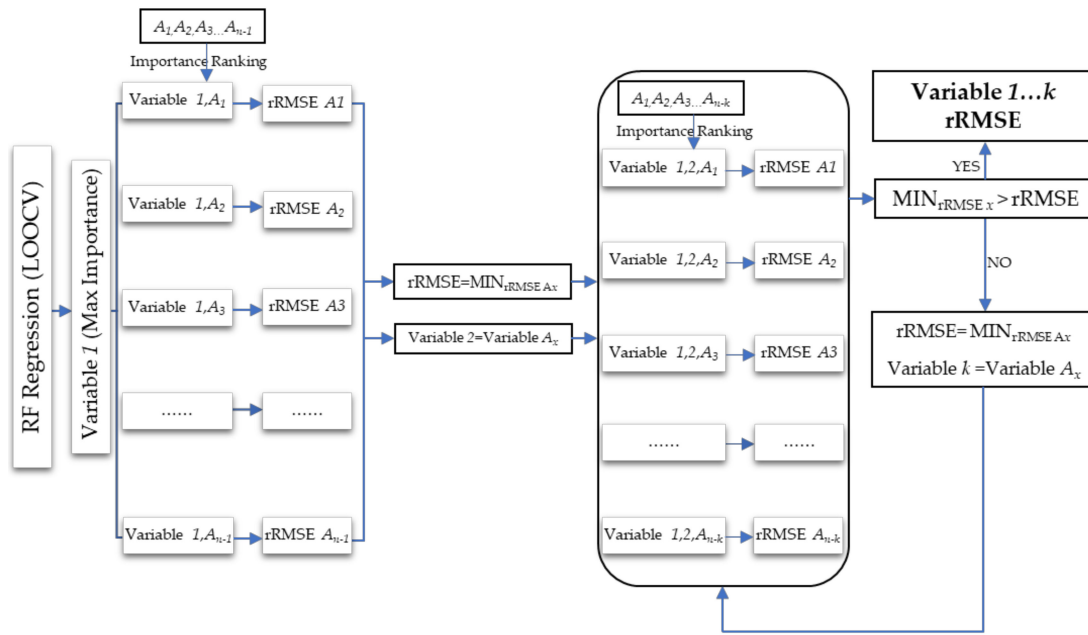 RF Regression (LOOCV)
Variable 1 (Max Importance)
A1,A2,A3...An-1
Importance Ranking
Variable 1,A1
rRMSE A1
Variable 1,A2
rRMSE A2
Variable 1,A3
rRMSE A3
......
......
Variable 1,An-1
rRMSE An-1
rRMSE=MINrRMSE Ax
Variable 2=Variable Ax
A1,A2,A3...An-k
Importance Ranking
Variable 1,2,A1
rRMSE A1
Variable 1,2,A2
rRMSE A2
Variable 1,2,A3
rRMSE A3
......
......
Variable 1,2,An-k
rRMSE An-k
Variable 1...k
rRMSE
YES
MINrRMSE x>rRMSE
NO
rRMSE=MINrRMSE Ax
Variable k =Variable Ax